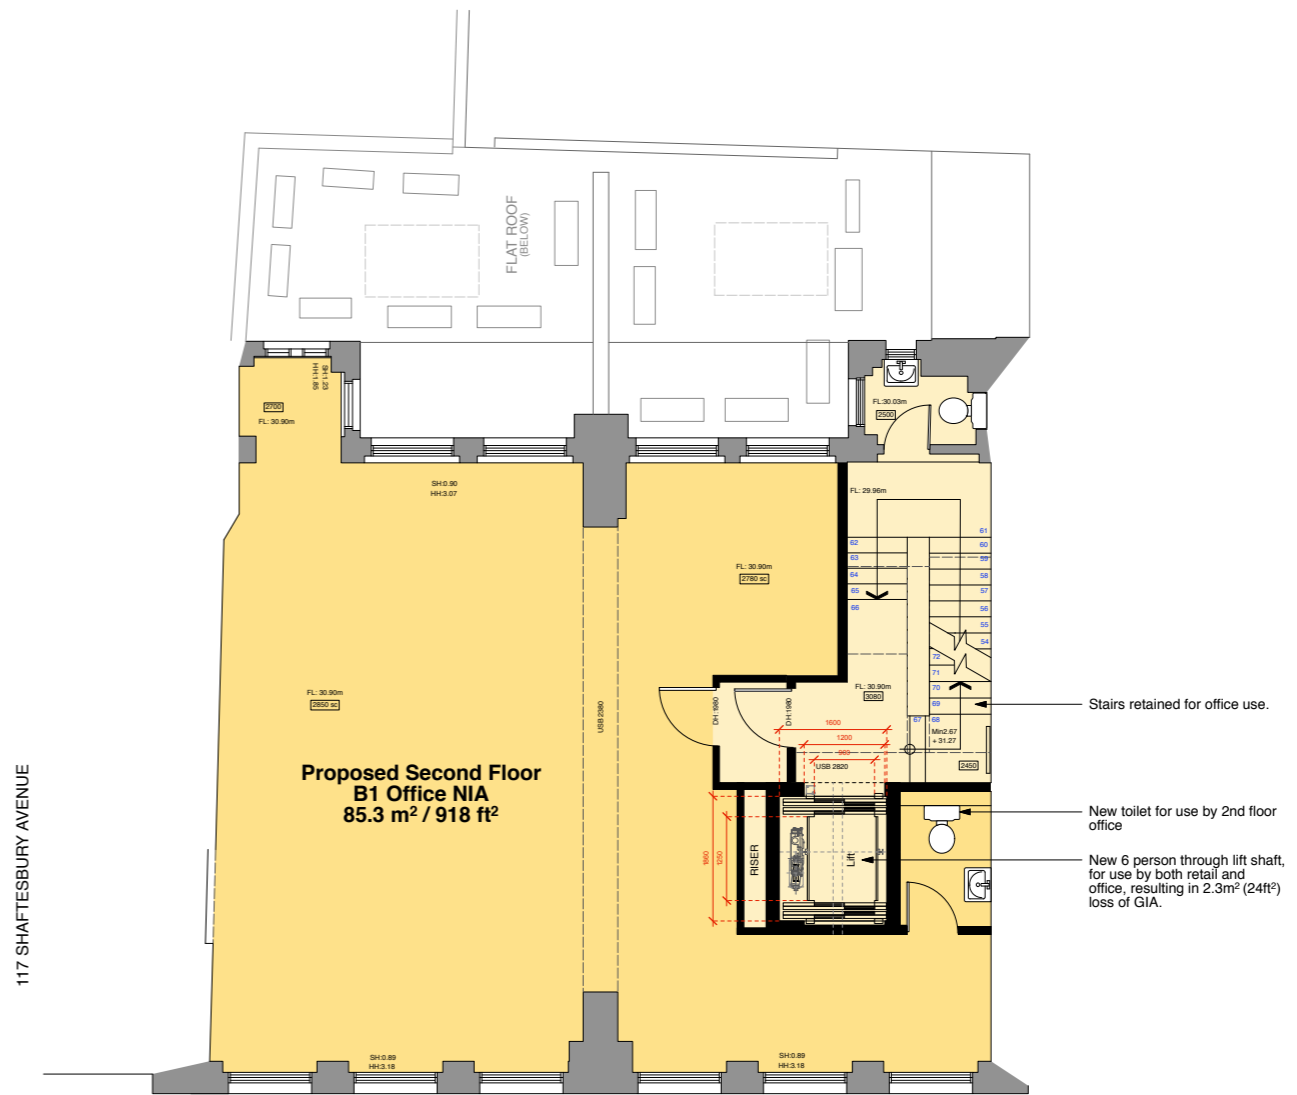 FLAT ROOF
(BELOW)
SH:1.23
HH:1.85
2700
FL: 30.90m
FL:30.03m
2500
SH:0.90
HH:3.07
FL: 29.96m
61
62
60
63
59
64
58
65
57
66
56
55
54
72
71
70
69
67
68
FL: 30.90m
2780 sc
FL: 30.90m
2850 sc
USB 2380
DH:1980
DH:1980
FL: 30.90m
3080
Min2.67
+ 31.27
2450
1600
1200
USB 2820
Stairs retained for office use.
Proposed Second Floor
B1 Office NIA
85.3 m² / 918 ft²
117 SHAFTESBURY AVENUE
1250
RISER
Lift
New toilet for use by 2nd floor
office
New 6 person through lift shaft,
for use by both retail and
office, resulting in 2.3m² (24ft²)
loss of GIA.
SH:0.89
HH:3.18
SH:0.89
HH:3.18